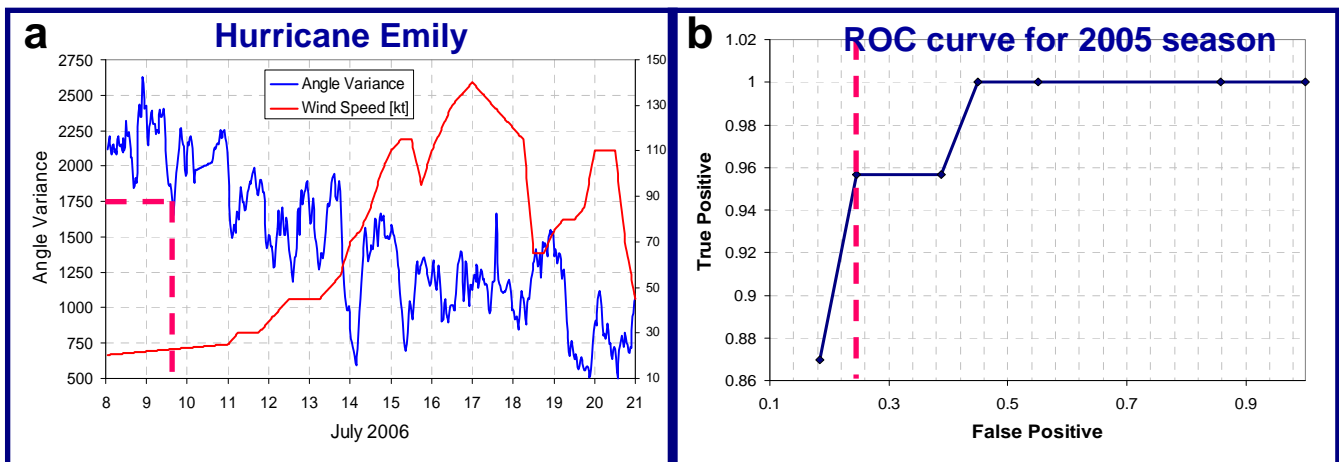 a
Hurricane Emily
2750
2500
2250
2000
1750
1500
1250
1000
750
500
Angle Variance
Angle Variance
Wind Speed [kt]
150
130
110
90
70
50
30
10
8 9 10 11 12 13 14 15 16 17 18 19 20 21
July 2006
b
ROC curve for 2005 season
1.02
1
0.98
0.96
0.94
0.92
0.9
0.88
0.86
True Positive
0.1 0.3 0.5 0.7 0.9
False Positive